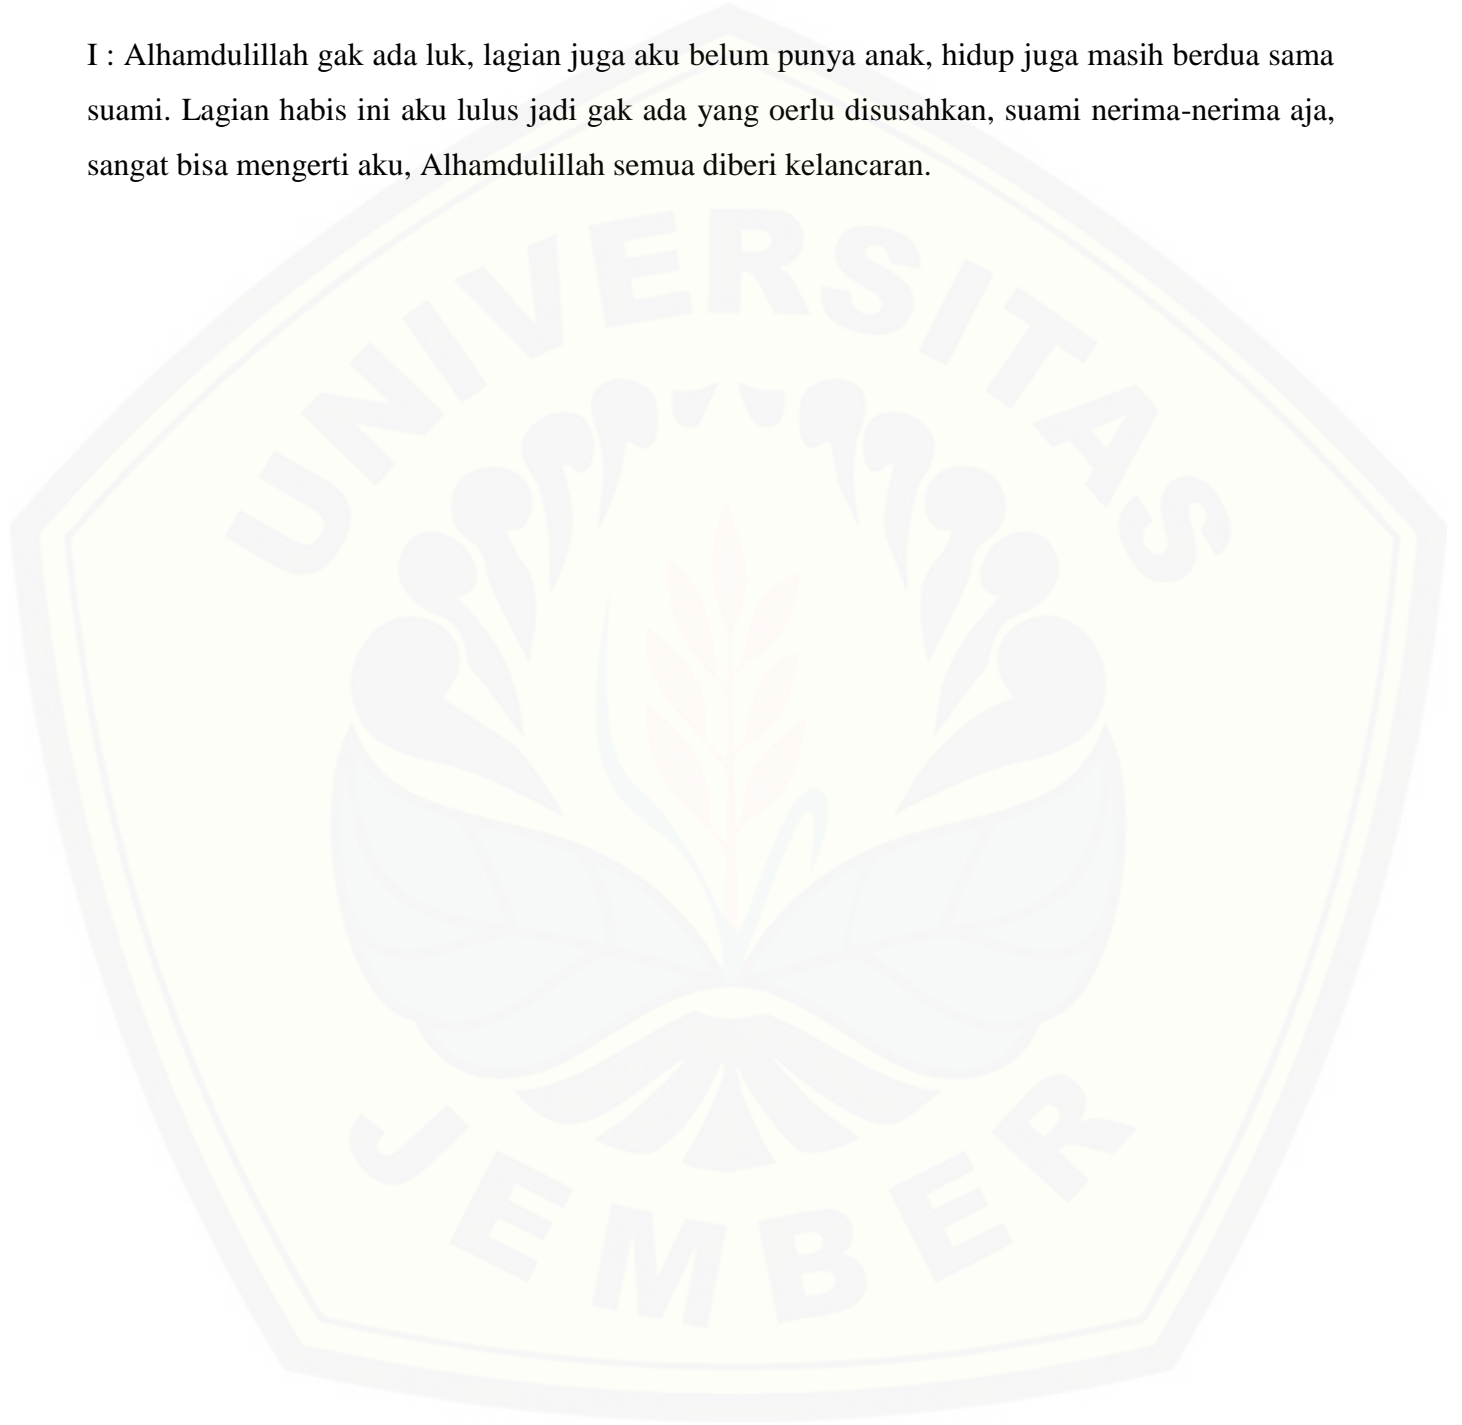 I : Alhamdulillah gak ada luk, lagian juga aku belum punya anak, hidup juga masih berdua sama
suami. Lagian habis ini aku lulus jadi gak ada yang oerlu disusahkan, suami nerima-nerima aja,
sangat bisa mengerti aku, Alhamdulillah semua diberi kelancaran.
UNIVERSITAS
JEMBER